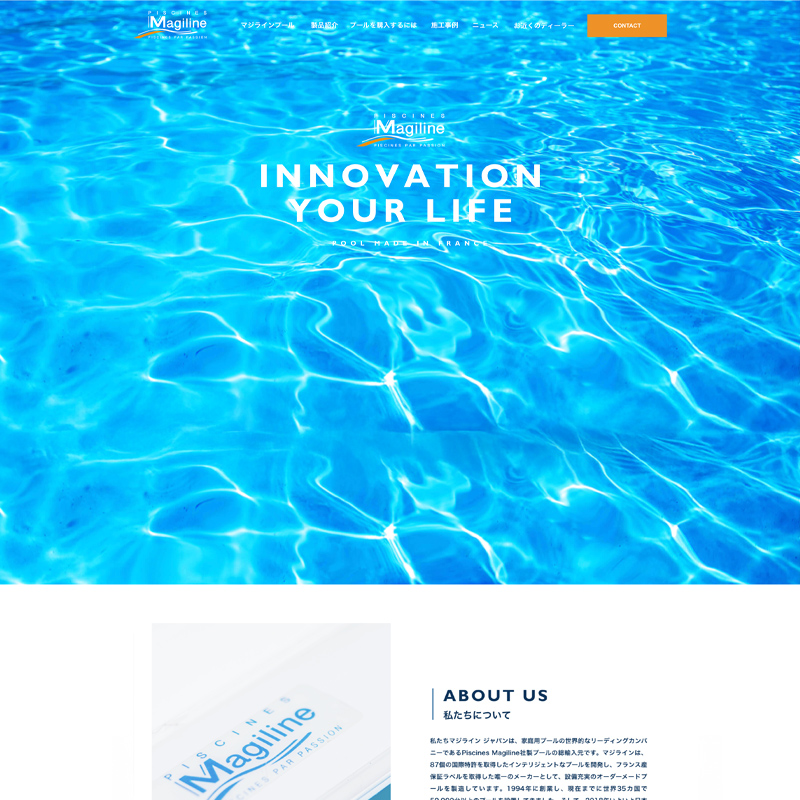 PISCINES
Magiline
PISCINES PAR PASSION
マジラインプール 製品紹介 プールを購入するには 施工事例 ニュース お近くのディーラー CONTACT
PISCINES
Magiline
PISCINES PAR PASSION
INNOVATION
YOUR LIFE
POOL MADE IN FRANCE
PISCINES
Magiline
PISCINES PAR PASSION
ABOUT US
私たちについて
私たちマジライン ジャパンは、家庭用プールの世界的なリーディングカンパ
ニーであるPiscines Magiline社製プールの総輸入元です。マジラインは、
87個の国際特許を取得したインテリジェントなプールを開発し、フランス産
保証ラベルを取得した唯一のメーカーとして、設備充実のオーダーメードプ
ールを製造しています。1994年に創業し、現在までに世界35カ国で